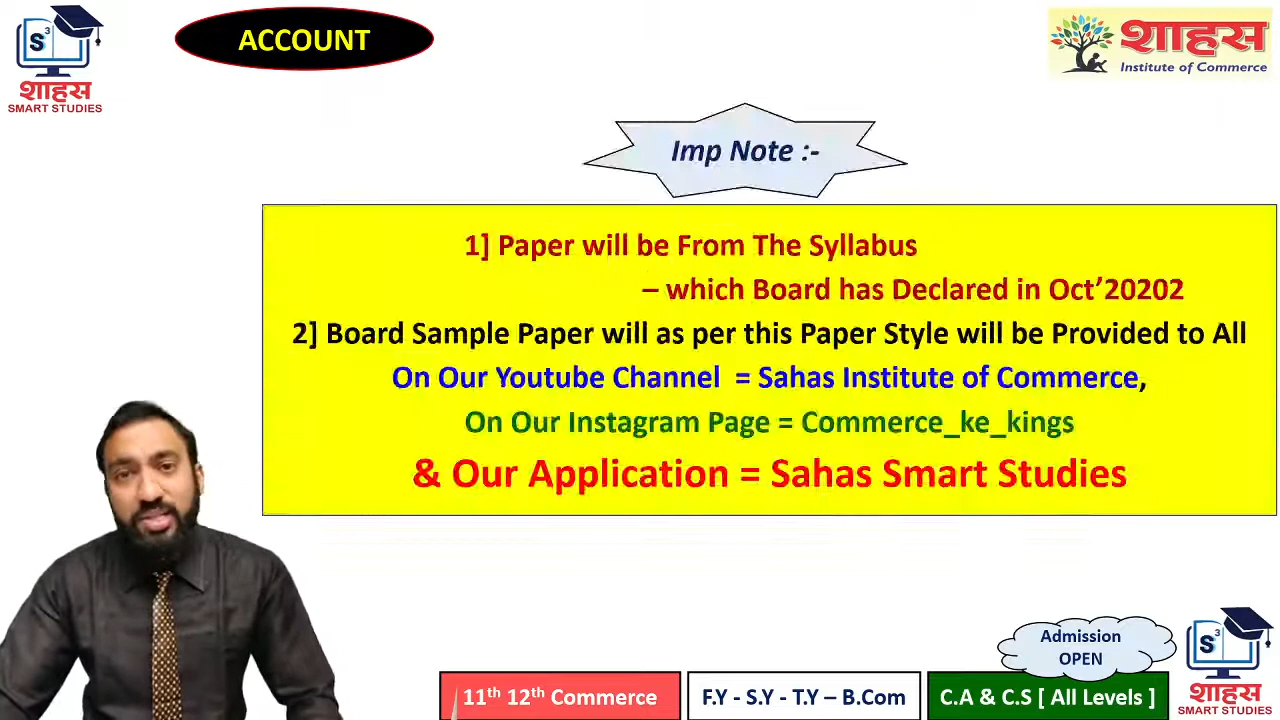 S3
शाहस
SMART STUDIES
ACCOUNT
शाहस
Institute of Commerce
Imp Note :-
1] Paper will be From The Syllabus
– which Board has Declared in Oct’20202
2] Board Sample Paper will as per this Paper Style will be Provided to All
On Our Youtube Channel = Sahas Institute of Commerce,
On Our Instagram Page = Commerce_ke_kings
& Our Application = Sahas Smart Studies
Admission
OPEN
11th 12th Commerce
F.Y - S.Y - T.Y – B.Com
C.A & C.S [ All Levels ]
S3
शाहस
SMART STUDIES